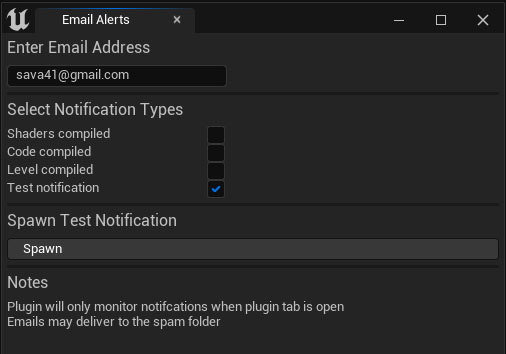 Email Alerts
Enter Email Address
sava41@gmail.com
Select Notification Types
Shaders compiled
Code compiled
Level compiled
Test notification
Spawn Test Notification
Spawn
Notes
Plugin will only monitor notifcations when plugin tab is open
Emails may deliver to the spam folder